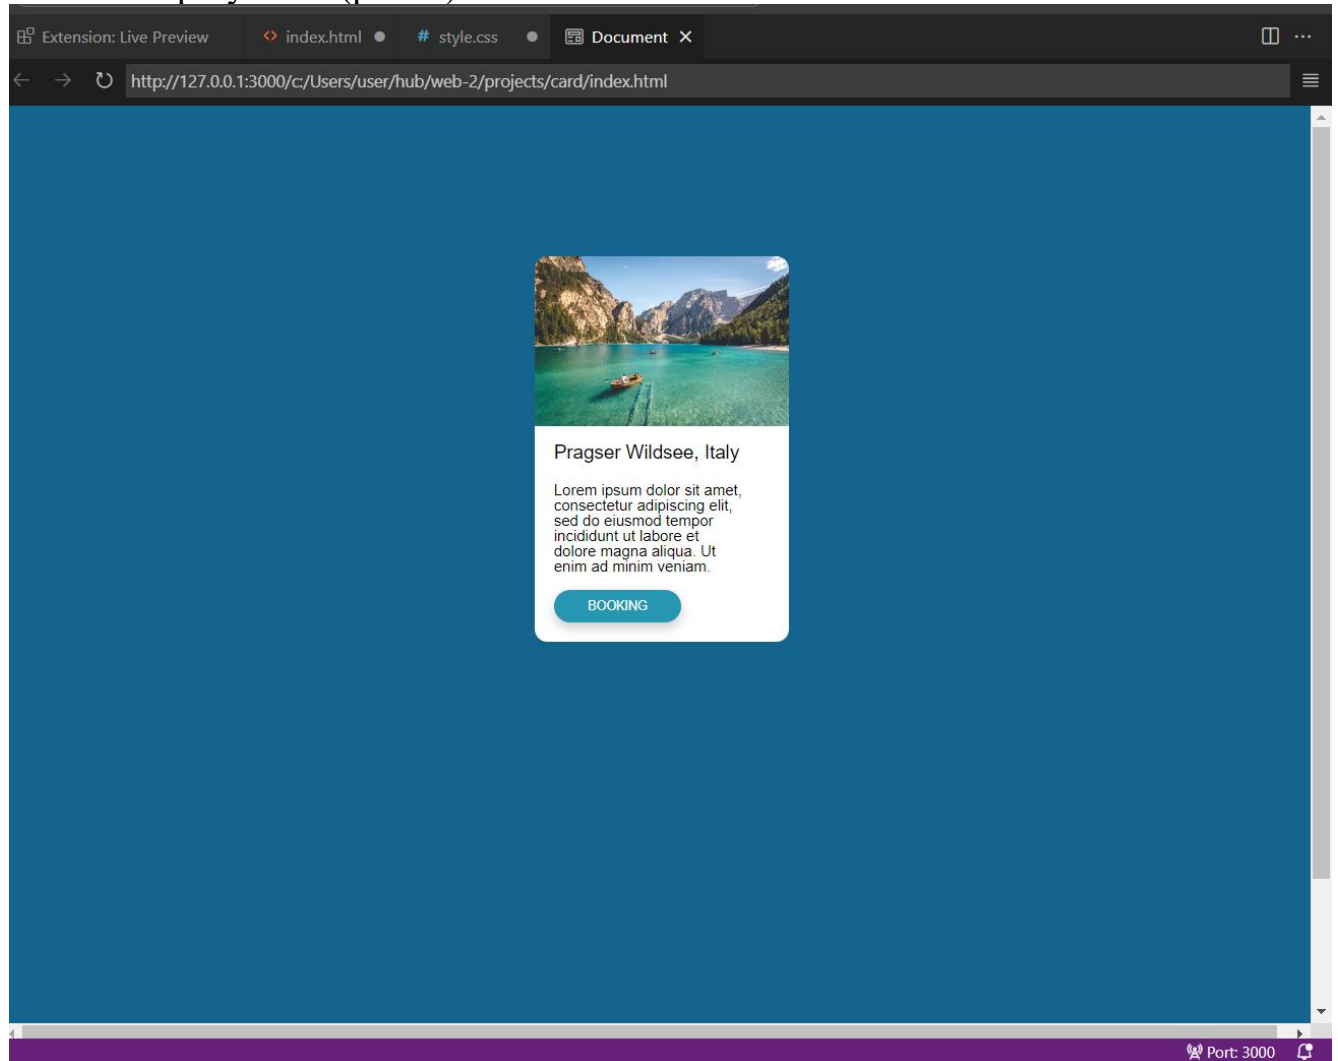 Extension: Live Preview
index.html
# style.css
Document
http://127.0.0.1:3000/c:/Users/user/hub/web-2/projects/card/index.html
Pragser Wildsee, Italy
Lorem ipsum dolor sit amet,
consectetur adipiscing elit,
sed do eiusmod tempor
incididunt ut labore et
dolore magna aliqua. Ut
enim ad minim veniam.
BOOKING
Port: 3000